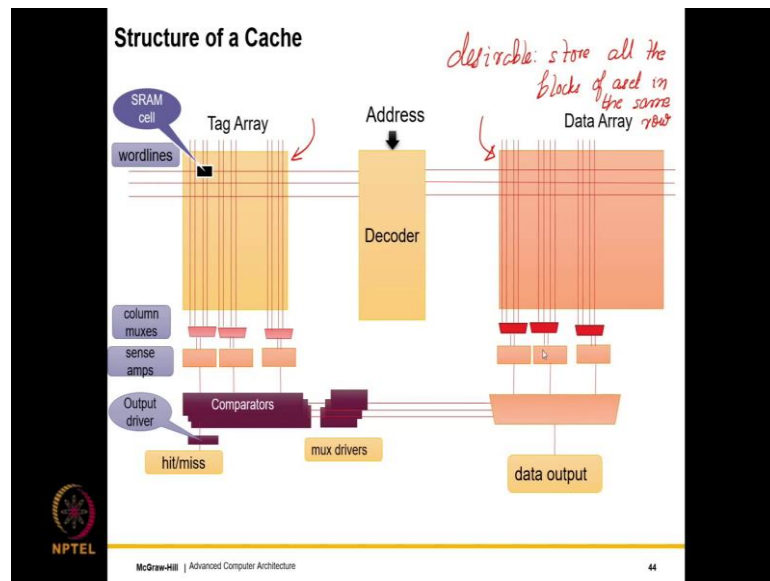 Structure of a Cache
desirable: store all the
blocks of aset in
the same
row
SRAM
cell
Tag Array
Address
Data Array
wordlines
Decoder
column
muxes
sense
amps
Output
driver
Comparators
mux drivers
hit/miss
data output
NPTEL
McGraw-Hill | Advanced Computer Architecture
44